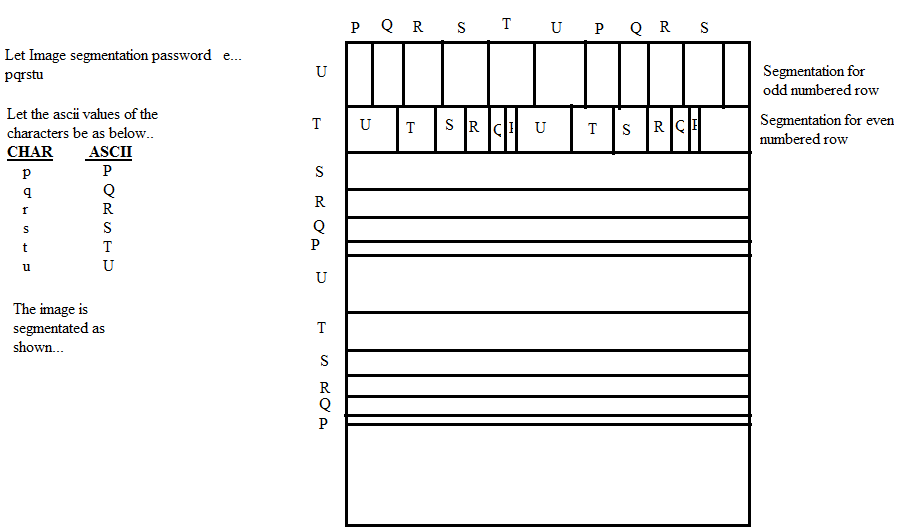 Let Image segmentation password e...
pqrstu
Let the ascii values of the
characters be as below..
CHAR ASCII
p P
q Q
r R
s S
t T
u U
The image is
segmentated as
shown...
P Q R S T U P Q R S
U
T
U T S R Q P U T S R Q P
S
R
Q
P
U
T
S
R
Q
P
Segmentation for
odd numbered row
Segmentation for even
numbered row